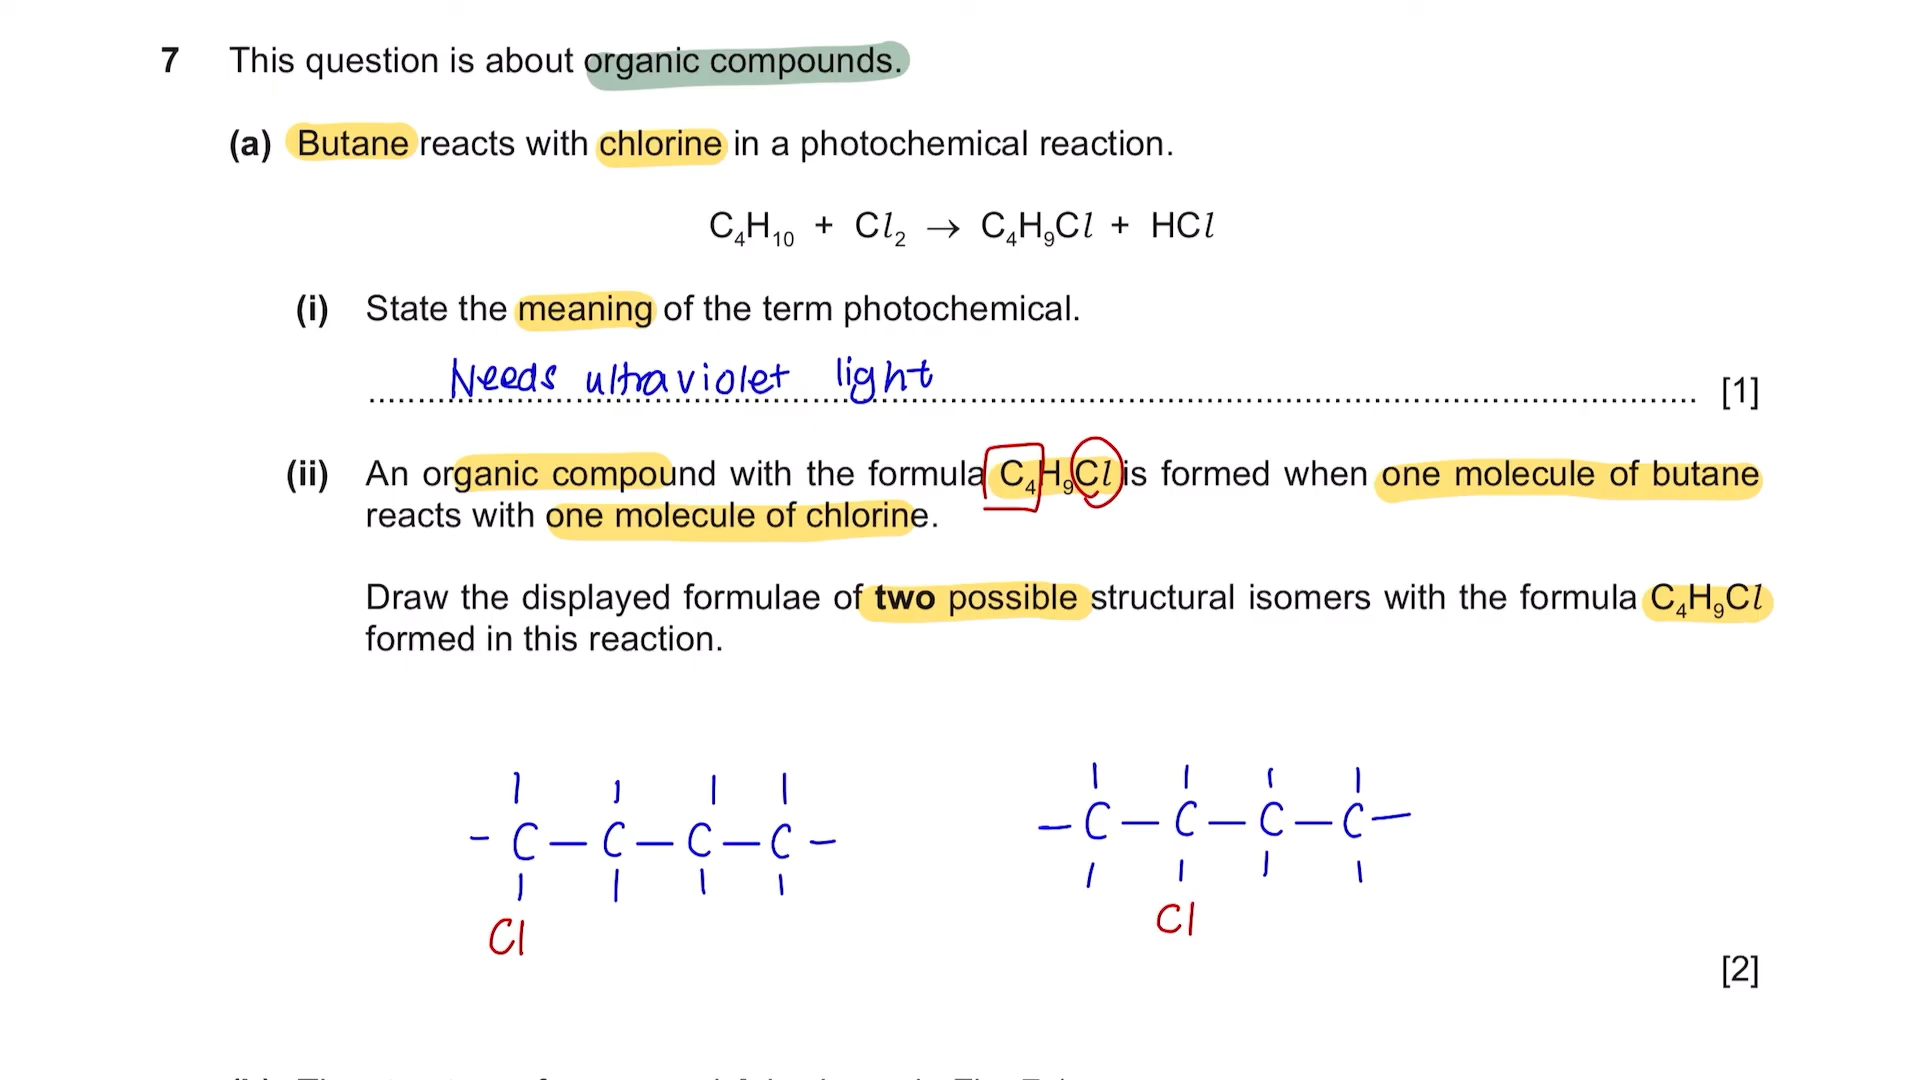 7 This question is about organic compounds.
(a) Butane reacts with chlorine in a photochemical reaction.
C₄H₁₀ + Cl₂ → C₄H₉Cl + HCl
(i) State the meaning of the term photochemical.
Needs ultraviolet light
[1]
(ii) An organic compound with the formula C₄H₉Cl is formed when one molecule of butane
reacts with one molecule of chlorine.
Draw the displayed formulae of two possible structural isomers with the formula C₄H₉Cl
formed in this reaction.
– C – C – C – C –
Cl
– C – C – C – C –
Cl
[2]